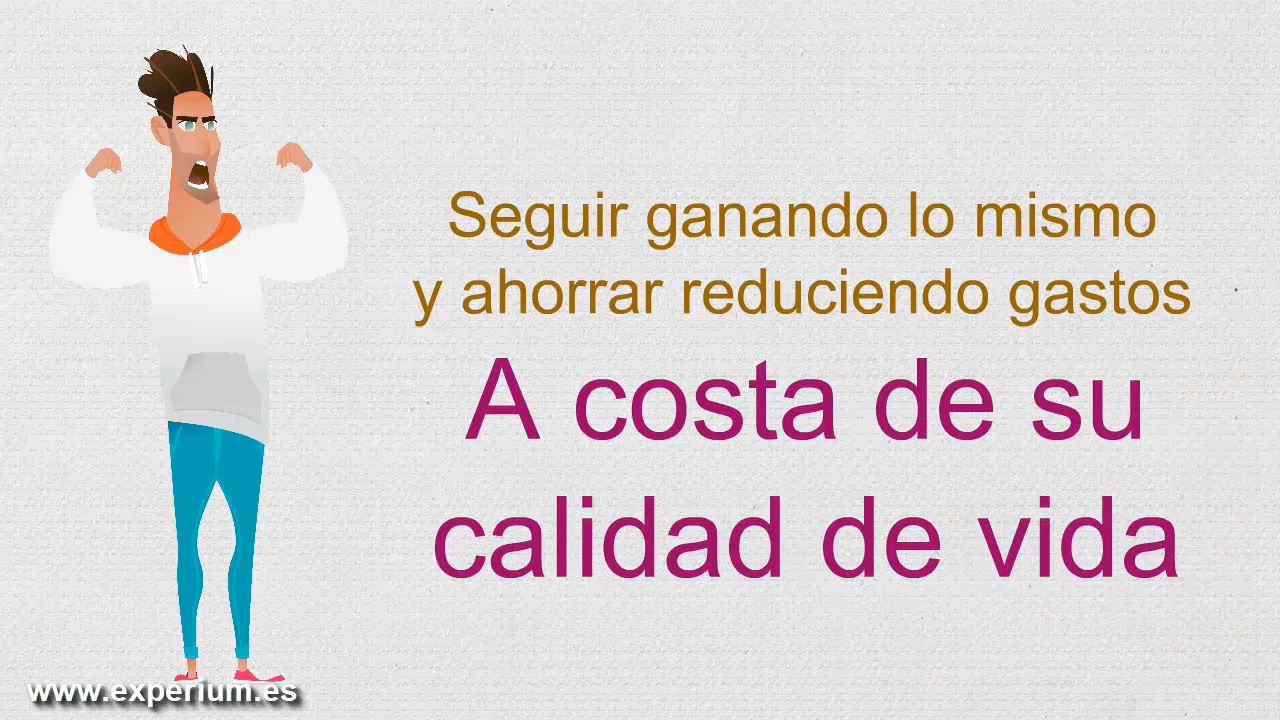 Seguir ganando lo mismo
y ahorrar reduciendo gastos
A costa de su
calidad de vida
www.experium.es